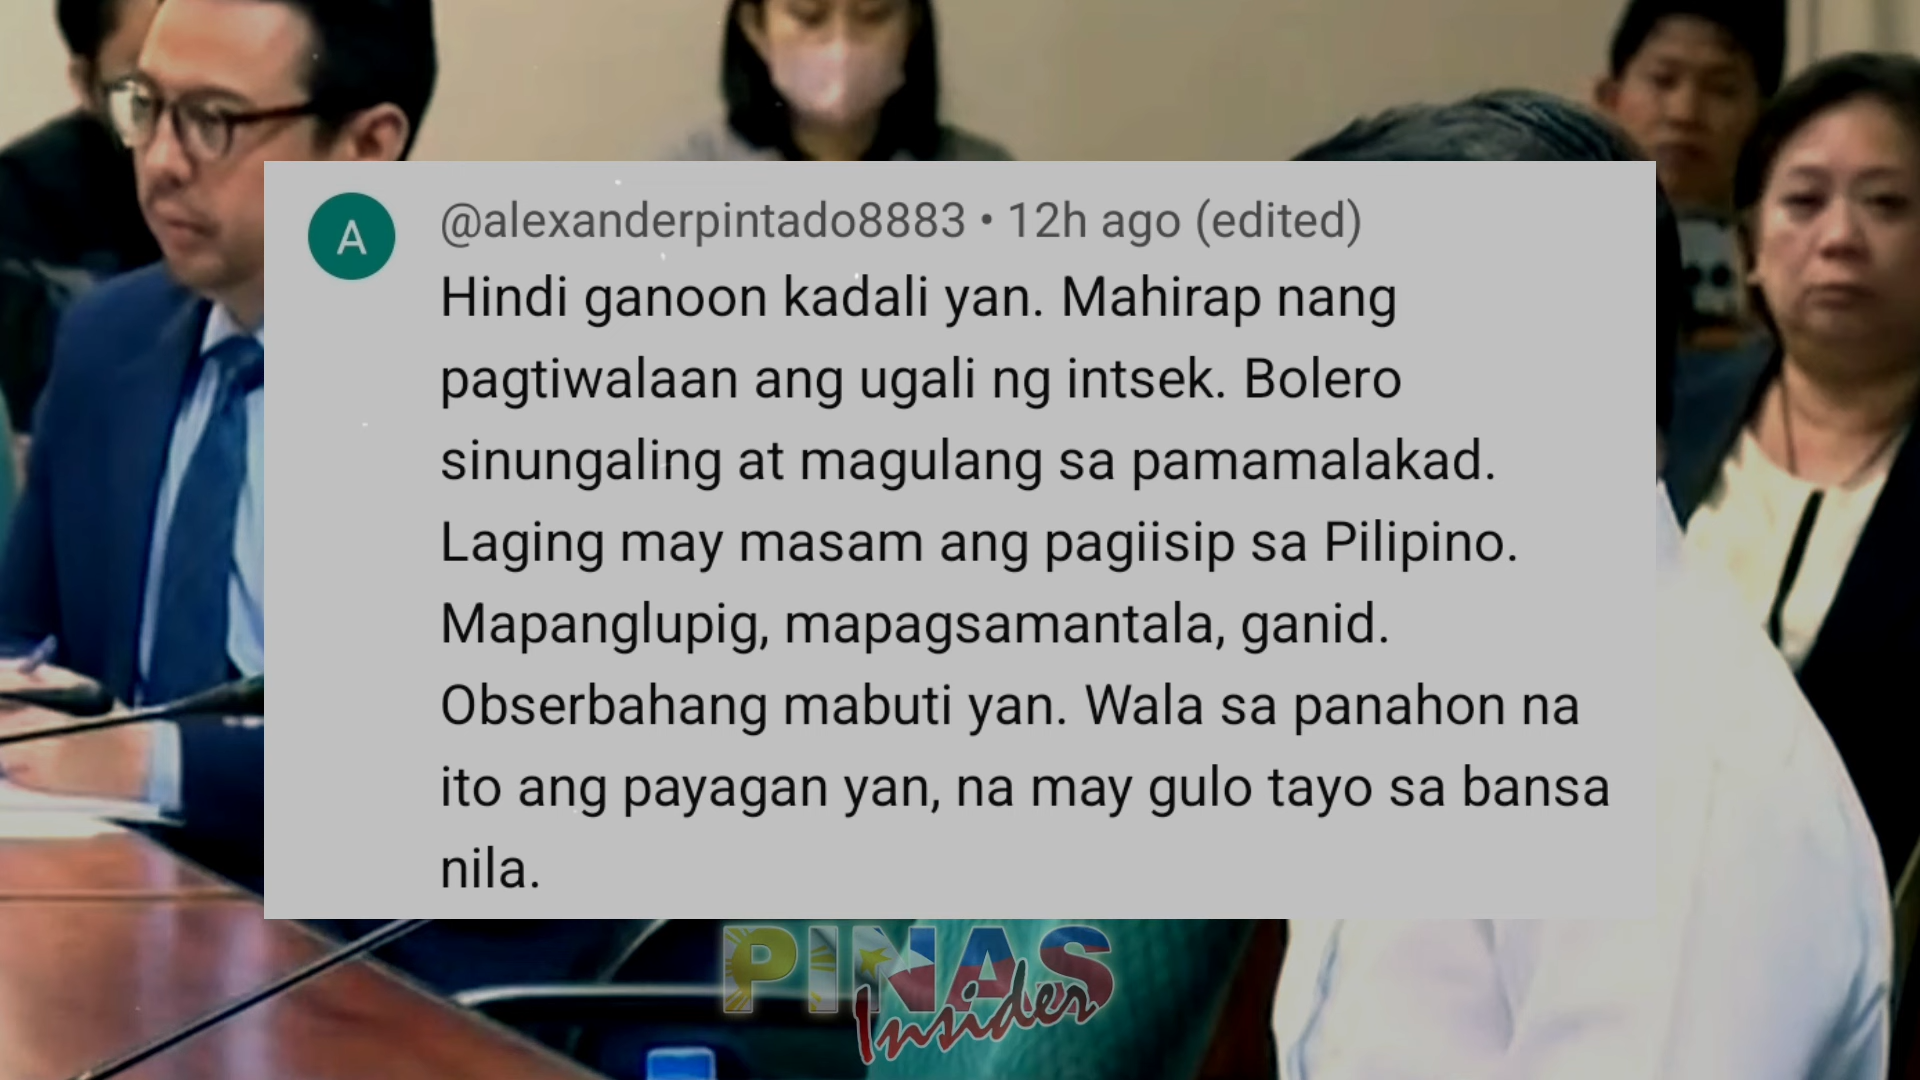 A
@alexanderpintado8883 • 12h ago (edited)
Hindi ganoon kadali yan. Mahirap nang
pagtiwalaan ang ugali ng intsek. Bolero
sinungaling at magulang sa pamamalakad.
Laging may masam ang pagiisip sa Pilipino.
Mapanglupig, mapagsamantala, ganid.
Obserbahang mabuti yan. Wala sa panahon na
ito ang payagan yan, na may gulo tayo sa bansa
nila.
PINAS
Insider